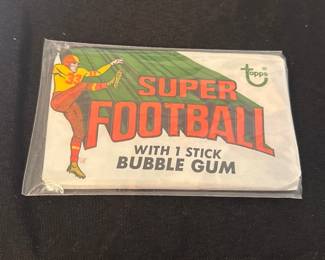 topps
SUPER
FOOTBALL
WITH 1 STICK
BUBBLE GUM